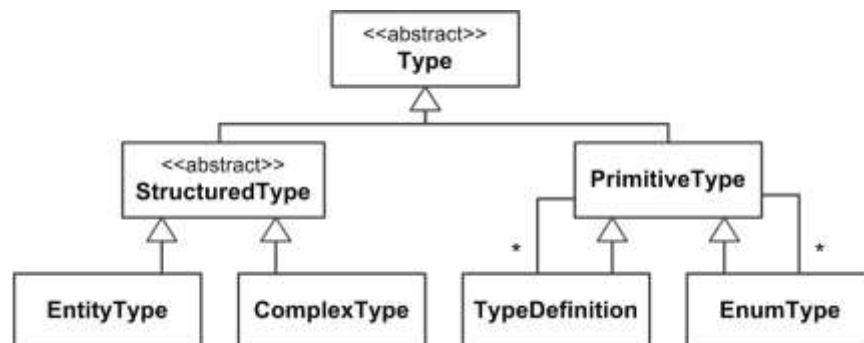 <<abstract>>
Type
<<abstract>>
StructuredType
PrimitiveType
*
*
EntityType
ComplexType
TypeDefinition
EnumType